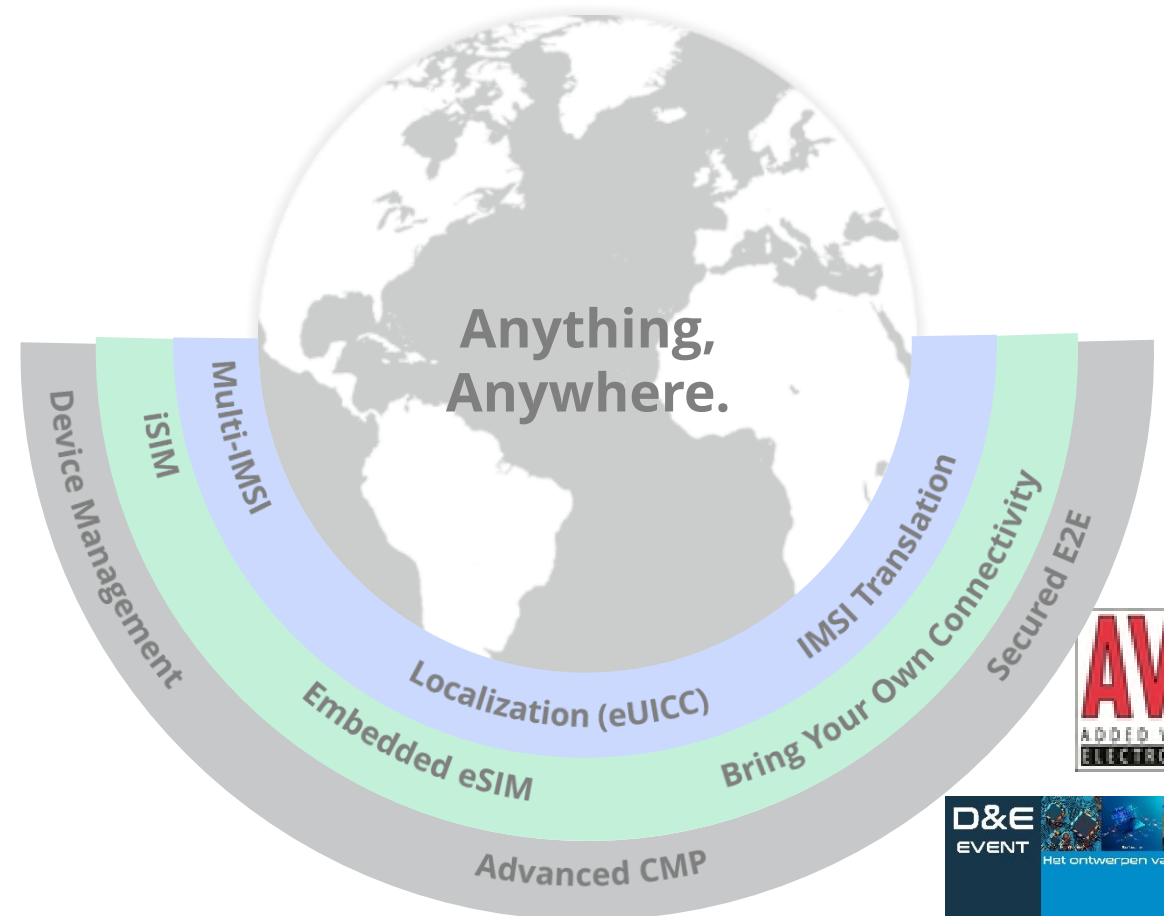 Anything,
Anywhere.
Multi-IMSI
Localization (eUICC)
IMSI Translation
iSIM
Embedded eSIM
Bring Your Own Connectivity
Device Management
Advanced CMP
Secured E2E
ADDED
D&E
EVENT
Het ontwerpen